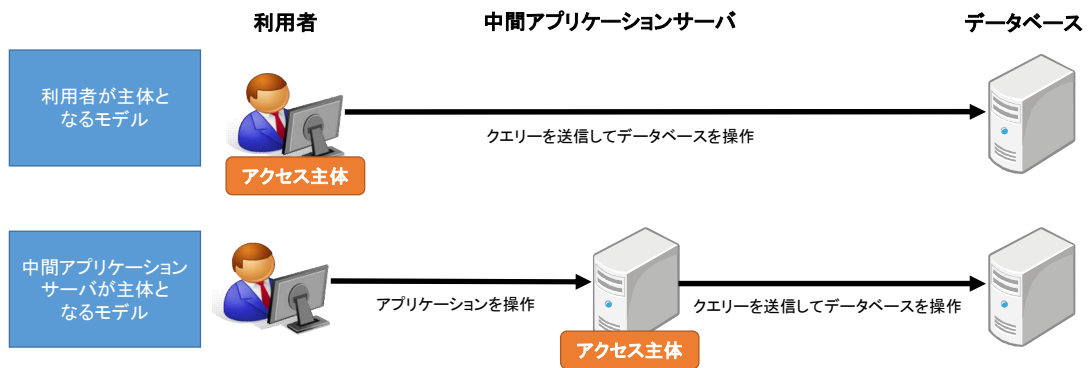 利用者
中間アプリケーションサーバ
データベース
利用者が主体と
なるモデル
クエリーを送信してデータベースを操作
アクセス主体
中間アプリケーション
サーバが主体と
なるモデル
アプリケーションを操作
クエリーを送信してデータベースを操作
アクセス主体